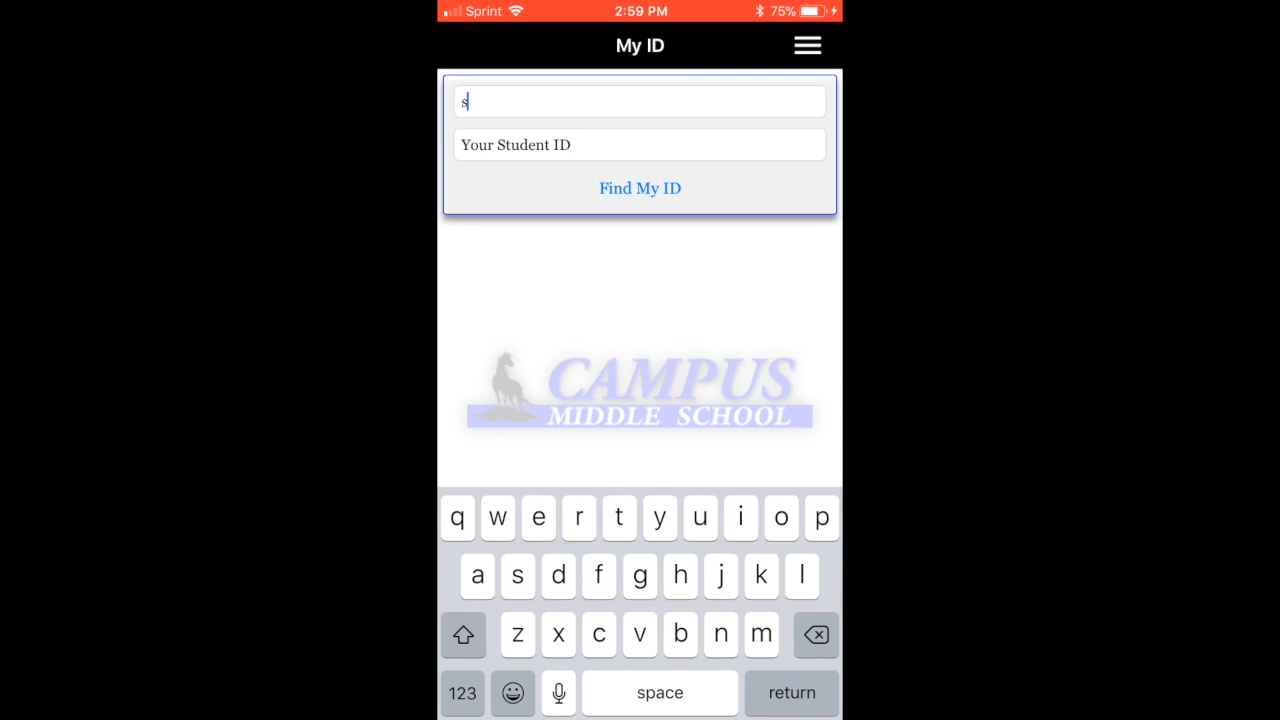 Sprint 2:59 PM 75%
My ID
s
Your Student ID
Find My ID
CAMPUS
MIDDLE SCHOOL
q w e r t y u i o p
a s d f g h j k l
z x c v b n m
123 space return